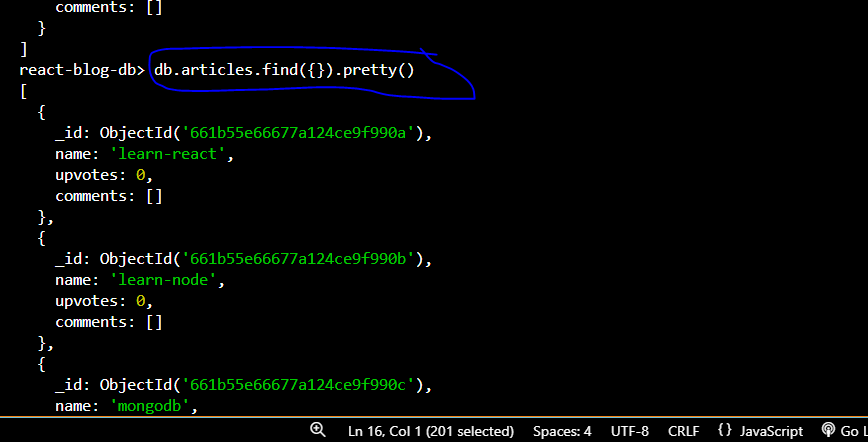 comments: []
}
]
react-blog-db> db.articles.find({}).pretty()
[
{
_id: ObjectId('661b55e66677a124ce9f990a'),
name: 'learn-react',
upvotes: 0,
comments: []
},
{
_id: ObjectId('661b55e66677a124ce9f990b'),
name: 'learn-node',
upvotes: 0,
comments: []
},
{
_id: ObjectId('661b55e66677a124ce9f990c'),
name: 'mongodb',
Ln 16, Col 1 (201 selected) Spaces: 4 UTF-8 CRLF {} JavaScript Go L